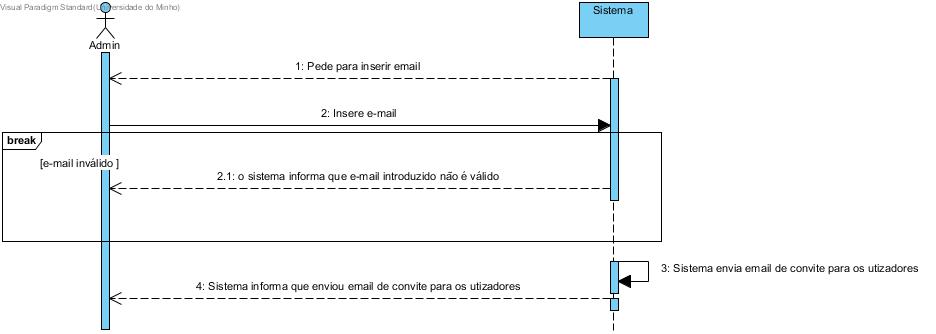 Visual Paradigm Standard(Universidade do Minho)
Sistema
Admin
1: Pede para inserir email
2: Insere e-mail
break
[e-mail inválido ]
2.1: o sistema informa que e-mail introduzido não é válido
3: Sistema envia email de convite para os utizadores
4: Sistema informa que enviou email de convite para os utizadores